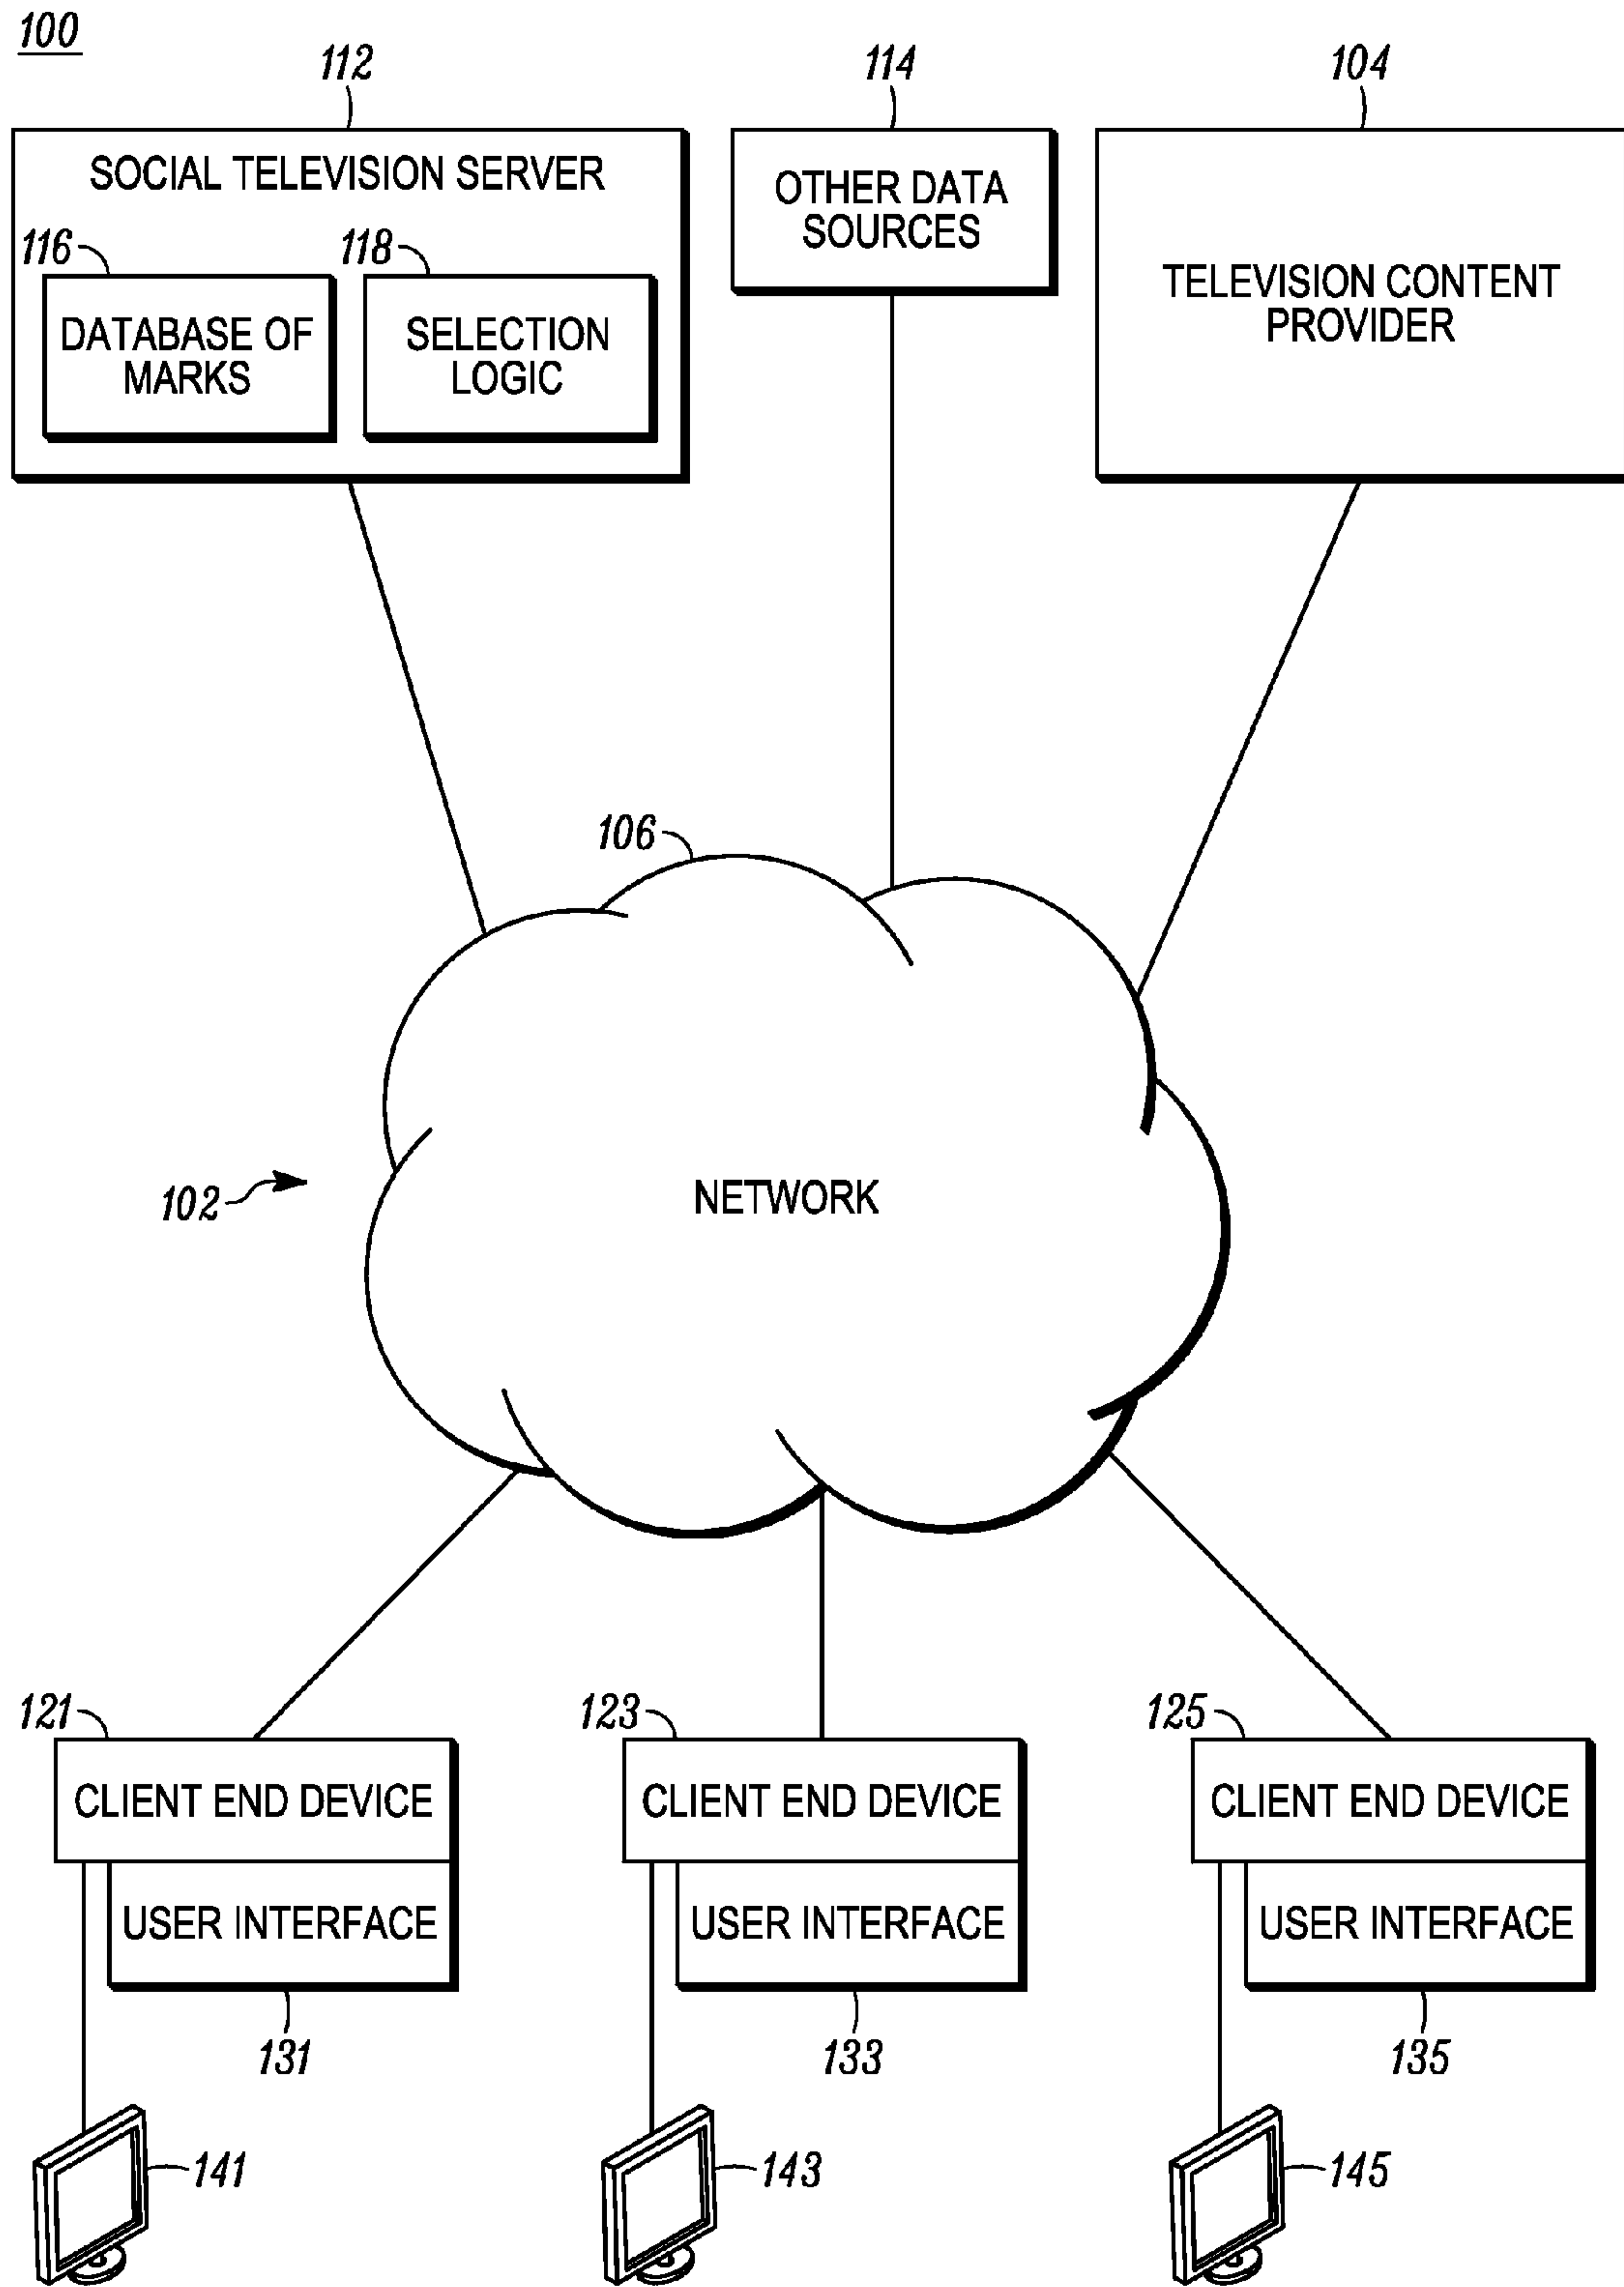 100
112
114
104
SOCIAL TELEVISION SERVER
116
118
DATABASE OF
MARKS
SELECTION
LOGIC
OTHER DATA
SOURCES
TELEVISION CONTENT
PROVIDER
106
102
NETWORK
121
123
125
CLIENT END DEVICE
CLIENT END DEVICE
CLIENT END DEVICE
USER INTERFACE
USER INTERFACE
USER INTERFACE
131
133
135
141
143
145